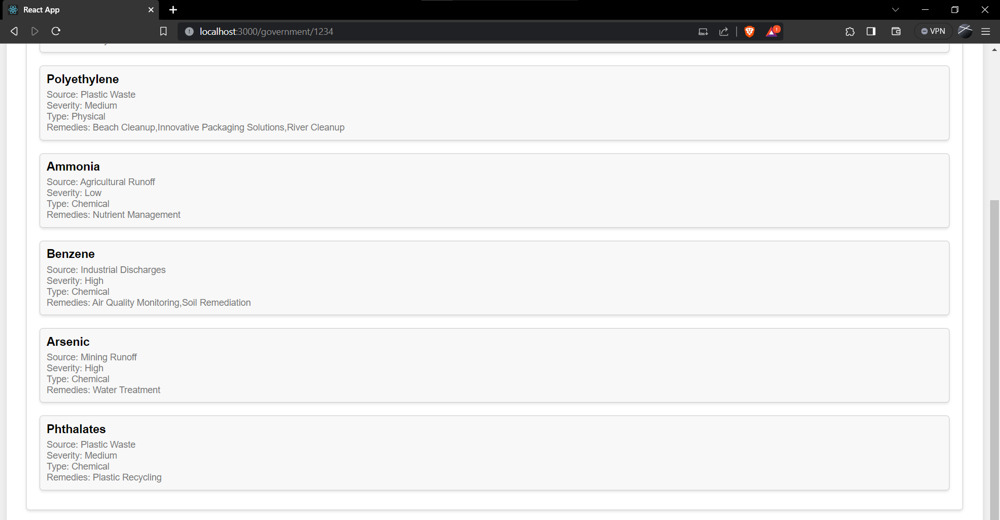 React App
localhost:3000/government/1234
1
VPN
Polyethylene
Source: Plastic Waste
Severity: Medium
Type: Physical
Remedies: Beach Cleanup,Innovative Packaging Solutions,River Cleanup
Ammonia
Source: Agricultural Runoff
Severity: Low
Type: Chemical
Remedies: Nutrient Management
Benzene
Source: Industrial Discharges
Severity: High
Type: Chemical
Remedies: Air Quality Monitoring,Soil Remediation
Arsenic
Source: Mining Runoff
Severity: High
Type: Chemical
Remedies: Water Treatment
Phthalates
Source: Plastic Waste
Severity: Medium
Type: Chemical
Remedies: Plastic Recycling